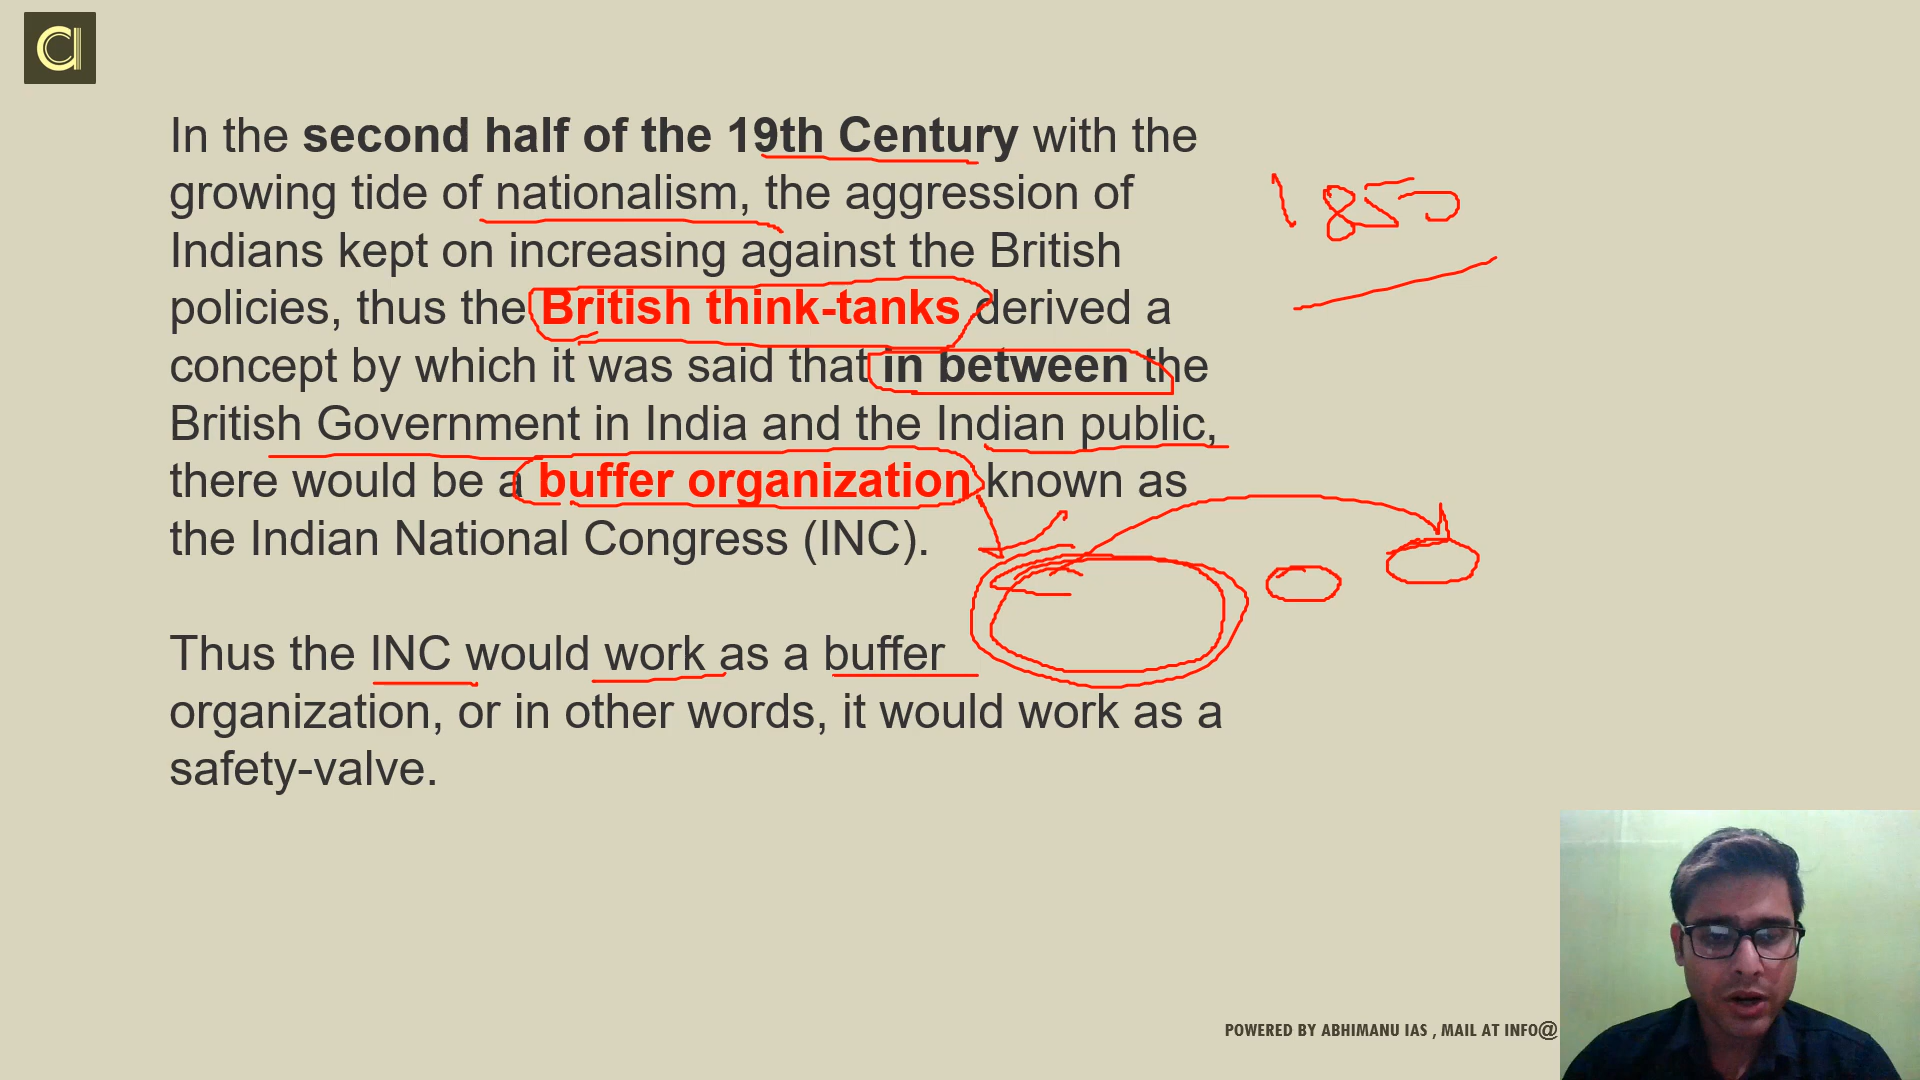 In the second half of the 19th Century with the
growing tide of nationalism, the aggression of
Indians kept on increasing against the British
policies, thus the British think-tanks derived a
concept by which it was said that in between the
British Government in India and the Indian public,
there would be a buffer organization known as
the Indian National Congress (INC).
Thus the INC would work as a buffer
organization, or in other words, it would work as a
safety-valve.
POWERED BY ABHIMANU IAS , MAIL AT INFO@